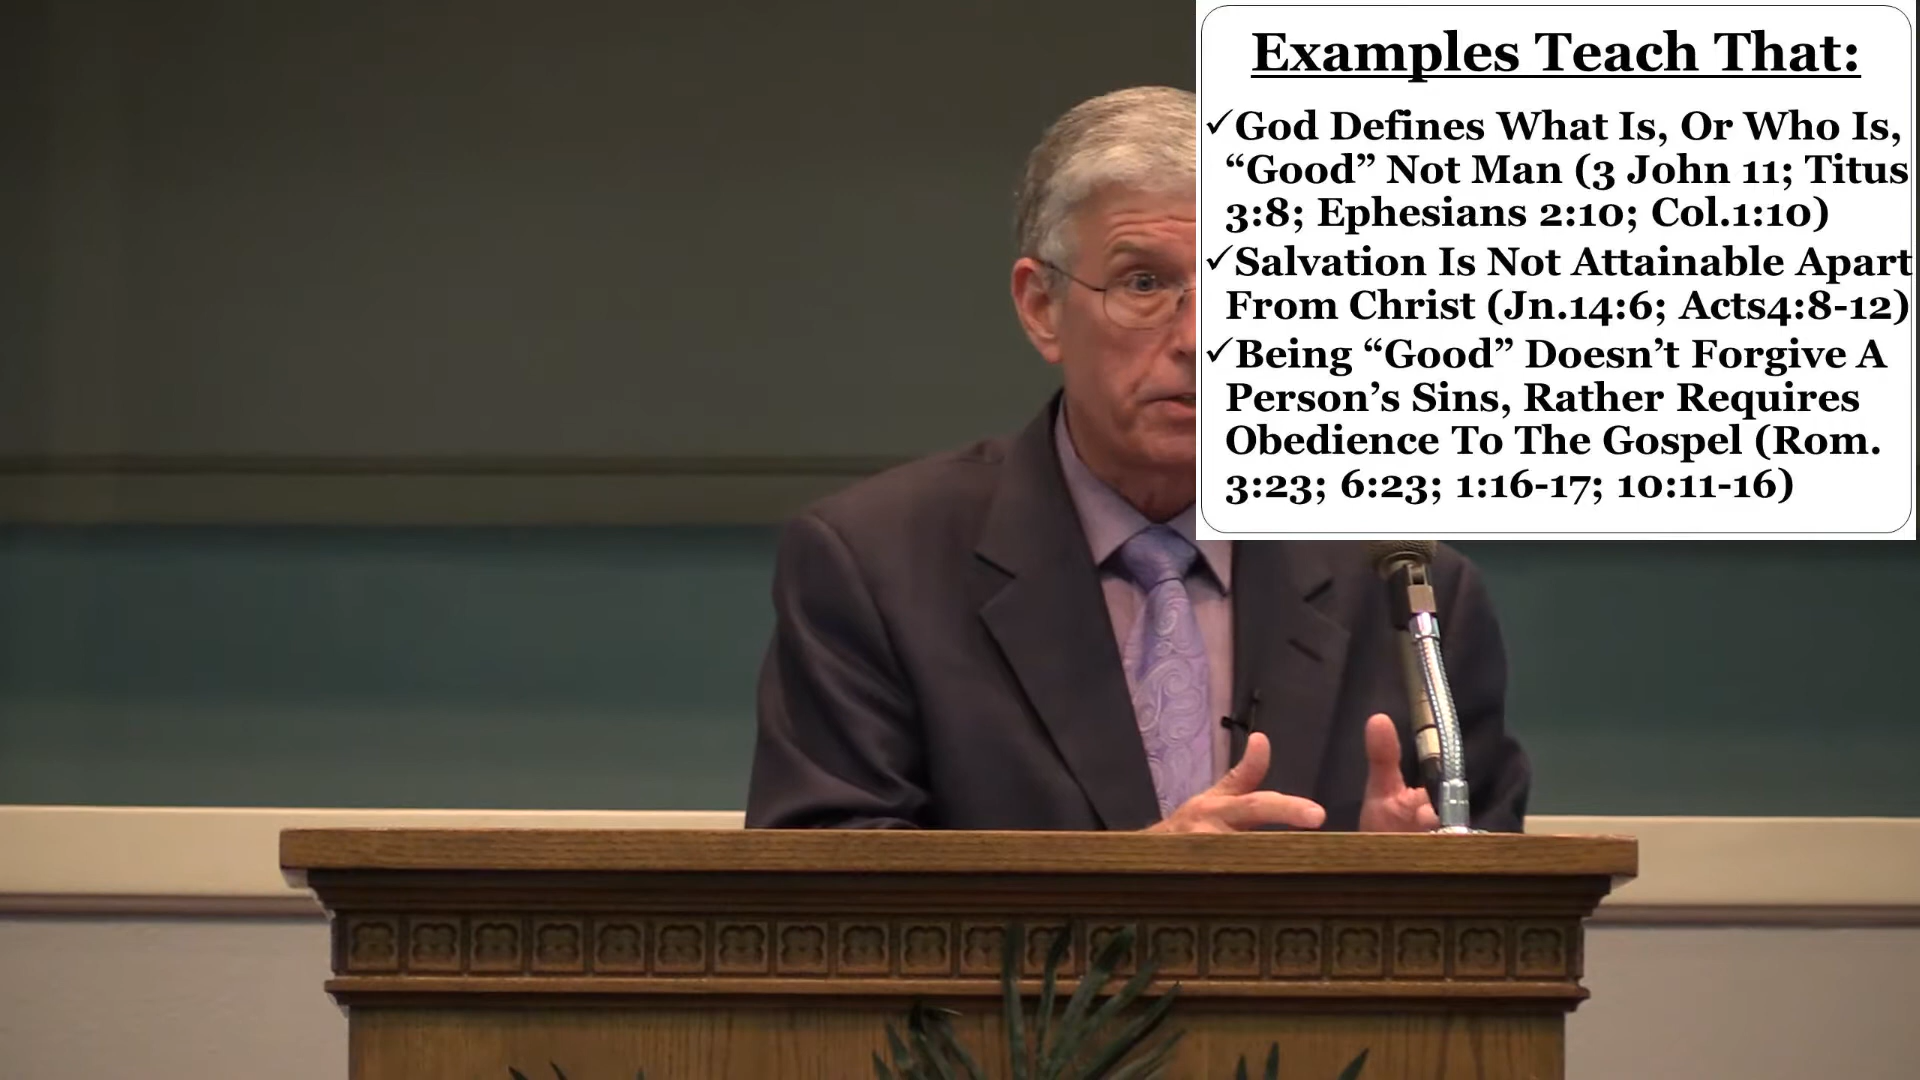 Examples Teach That:
✓God Defines What Is, Or Who Is,
“Good” Not Man (3 John 11; Titus
3:8; Ephesians 2:10; Col.1:10)
✓Salvation Is Not Attainable Apart
From Christ (Jn.14:6; Acts4:8-12)
✓Being “Good” Doesn’t Forgive A
Person’s Sins, Rather Requires
Obedience To The Gospel (Rom.
3:23; 6:23; 1:16-17; 10:11-16)